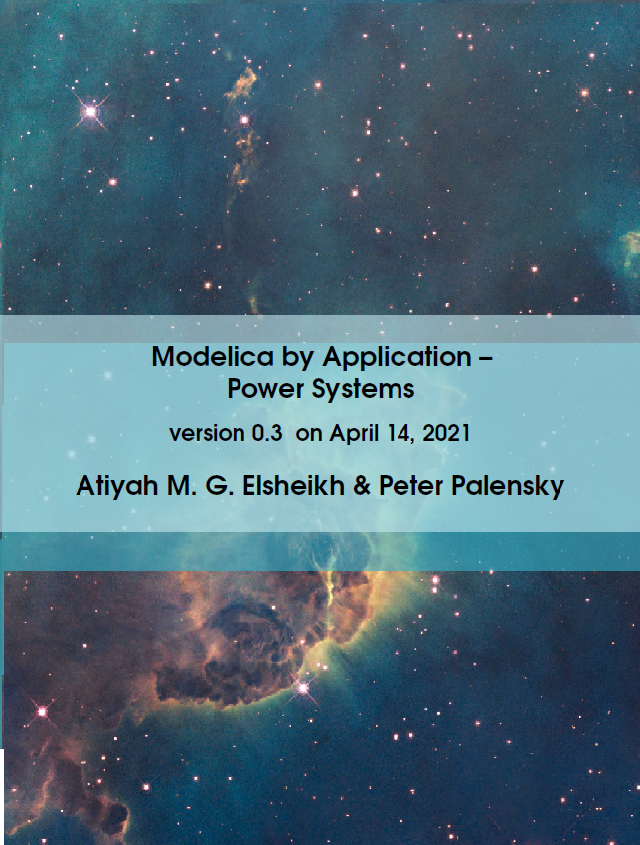 Modelica by Application –
Power Systems
version 0.3 on April 14, 2021
Atiyah M. G. Elsheikh & Peter Palensky